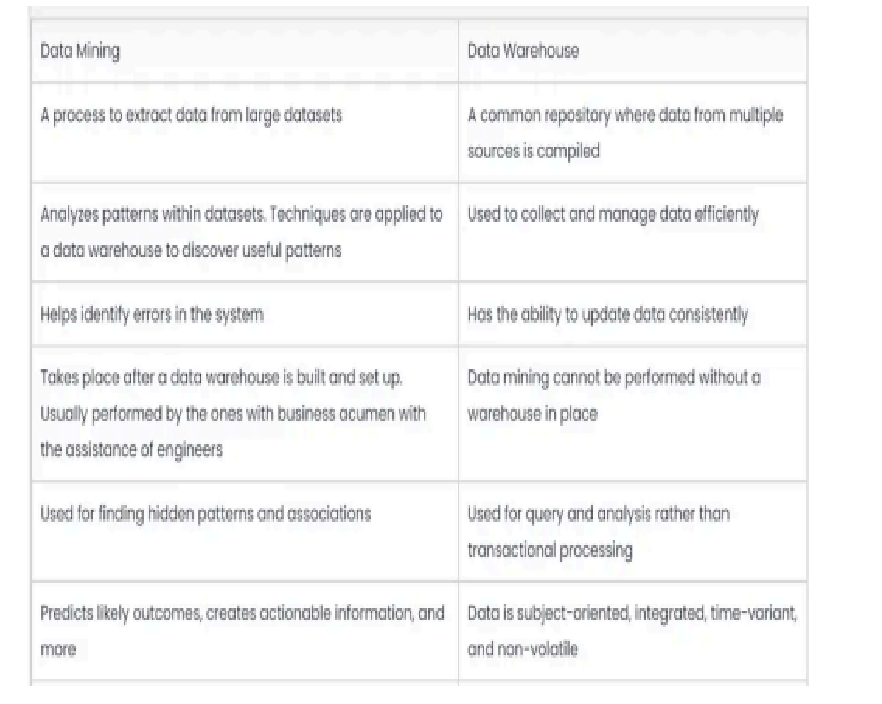 Data Mining
Data Warehouse
A process to extract data from large datasets
A common repository where data from multiple
sources is compiled
Analyzes patterns within datasets. Techniques are applied to
a data warehouse to discover useful patterns
Used to collect and manage data efficiently
Helps identify errors in the system
Has the ability to update data consistently
Takes place after a data warehouse is built and set up.
Usually performed by the ones with business acumen with
the assistance of engineers
Data mining cannot be performed without a
warehouse in place
Used for finding hidden patterns and associations
Used for query and analysis rather than
transactional processing
Predicts likely outcomes, creates actionable information, and
more
Data is subject-oriented, integrated, time-variant,
and non-volatile